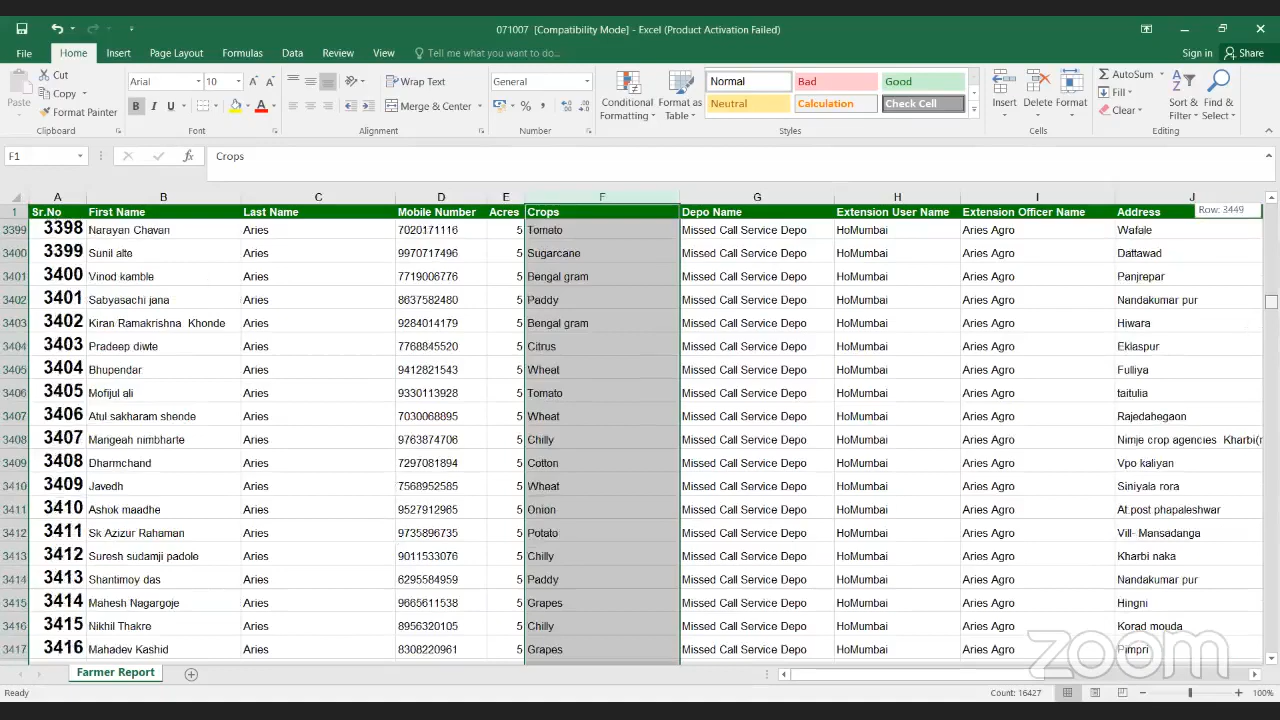 071007 [Compatibility Mode] - Excel (Product Activation Failed)
File Home Insert Page Layout Formulas Data Review View Tell me what you want to do... Sign in Share
Paste Cut Copy Format Painter Clipboard
Arial 10 B I U Font
Wrap Text Merge & Center Alignment
General % Number
Conditional Formatting Format as Table Normal Bad Good Neutral Calculation Check Cell Styles
Insert Delete Format Cells
AutoSum Fill Clear Sort & Filter Find & Select Editing
F1 fx Crops
A B C D E F G H I J
1 Sr.No First Name Last Name Mobile Number Acres Crops Depo Name Extension User Name Extension Officer Name Address Row: 3449
3399 3398 Narayan Chavan Aries 7020171116 5 Tomato Missed Call Service Depo HoMumbai Aries Agro Wafale
3400 3399 Sunil alte Aries 9970717496 5 Sugarcane Missed Call Service Depo HoMumbai Aries Agro Dattawad
3401 3400 Vinod kamble Aries 7719006776 5 Bengal gram Missed Call Service Depo HoMumbai Aries Agro Panjrepar
3402 3401 Sabyasachi jana Aries 8637582480 5 Paddy Missed Call Service Depo HoMumbai Aries Agro Nandakumar pur
3403 3402 Kiran Ramakrishna Khonde Aries 9284014179 5 Bengal gram Missed Call Service Depo HoMumbai Aries Agro Hiwara
3404 3403 Pradeep diwte Aries 7768845520 5 Citrus Missed Call Service Depo HoMumbai Aries Agro Eklaspur
3405 3404 Bhupendar Aries 9412821543 5 Wheat Missed Call Service Depo HoMumbai Aries Agro Fulliya
3406 3405 Mofijul ali Aries 9330113928 5 Tomato Missed Call Service Depo HoMumbai Aries Agro taitulia
3407 3406 Atul sakharam shende Aries 7030068895 5 Wheat Missed Call Service Depo HoMumbai Aries Agro Rajedahegaon
3408 3407 Mangeah nimbharte Aries 9763874706 5 Chilly Missed Call Service Depo HoMumbai Aries Agro Nimje crop agencies Kharbi(r
3409 3408 Dharmchand Aries 7297081894 5 Cotton Missed Call Service Depo HoMumbai Aries Agro Vpo kaliyan
3410 3409 Javedh Aries 7568952585 5 Wheat Missed Call Service Depo HoMumbai Aries Agro Siniyala rora
3411 3410 Ashok maadhe Aries 9527912965 5 Onion Missed Call Service Depo HoMumbai Aries Agro At.post phapaleshwar
3412 3411 Sk Azizur Rahaman Aries 9735896735 5 Potato Missed Call Service Depo HoMumbai Aries Agro Vill- Mansadanga
3413 3412 Suresh sudamji padole Aries 9011533076 5 Chilly Missed Call Service Depo HoMumbai Aries Agro Kharbi naka
3414 3413 Shantimoy das Aries 6295584959 5 Paddy Missed Call Service Depo HoMumbai Aries Agro Nandakumar pur
3415 3414 Mahesh Nagargoje Aries 9665611538 5 Grapes Missed Call Service Depo HoMumbai Aries Agro Hingni
3416 3415 Nikhil Thakre Aries 8956320105 5 Chilly Missed Call Service Depo HoMumbai Aries Agro Korad mouda
3417 3416 Mahadev Kashid Aries 8308220961 5 Grapes Missed Call Service Depo HoMumbai Aries Agro Pimpri
zoom
Farmer Report
Ready Count: 16427 100%